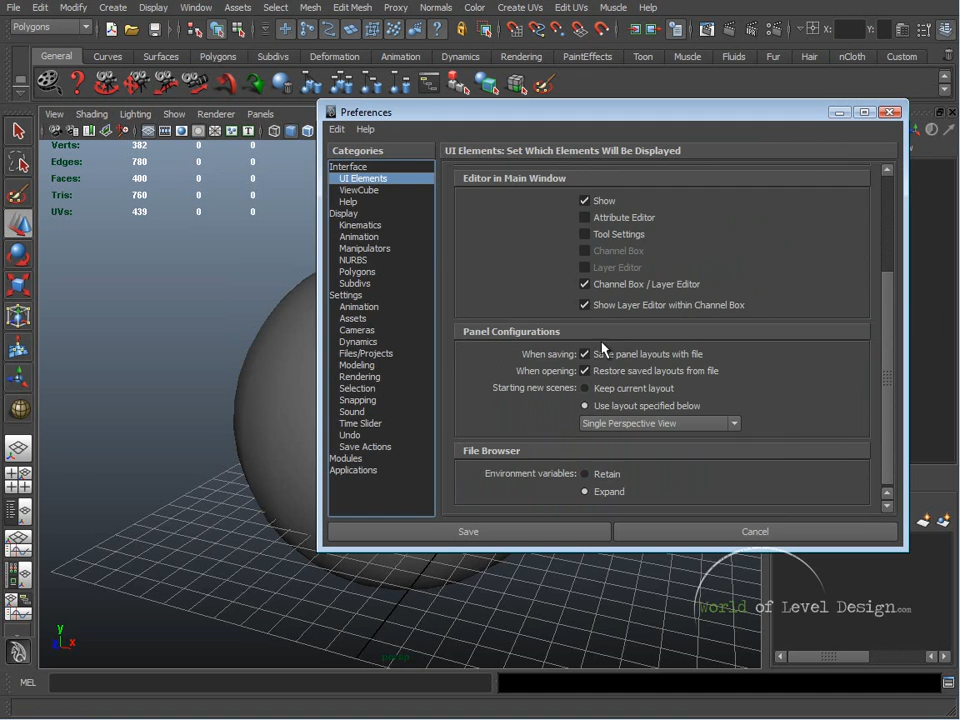 File Edit Modify Create Display Window Assets Select Mesh Edit Mesh Proxy Normals Color Create UVs Edit UVs Muscle Help
Polygons X: Y:
General Curves Surfaces Polygons Subdivs Deformation Animation Dynamics Rendering PaintEffects Toon Muscle Fluids Fur Hair nCloth Custom
View Shading Lighting Show Renderer Panels
Verts: 382 0 0
Edges: 780 0 0
Faces: 400 0 0
Tris: 760 0 0
UVs: 439 0 0
Preferences
Edit Help
Categories
Interface
UI Elements
ViewCube
Help
Display
Kinematics
Animation
Manipulators
NURBS
Polygons
Subdivs
Settings
Animation
Assets
Cameras
Dynamics
Files/Projects
Modeling
Rendering
Selection
Snapping
Sound
Time Slider
Undo
Save Actions
Modules
Applications
UI Elements: Set Which Elements Will Be Displayed
Editor in Main Window
Show
Attribute Editor
Tool Settings
Channel Box
Layer Editor
Channel Box / Layer Editor
Show Layer Editor within Channel Box
Panel Configurations
When saving: Save panel layouts with file
When opening: Restore saved layouts from file
Starting new scenes: Keep current layout
Use layout specified below
Single Perspective View
File Browser
Environment variables: Retain
Expand
Save Cancel
World of Level Design.com
y
x
persp
MEL